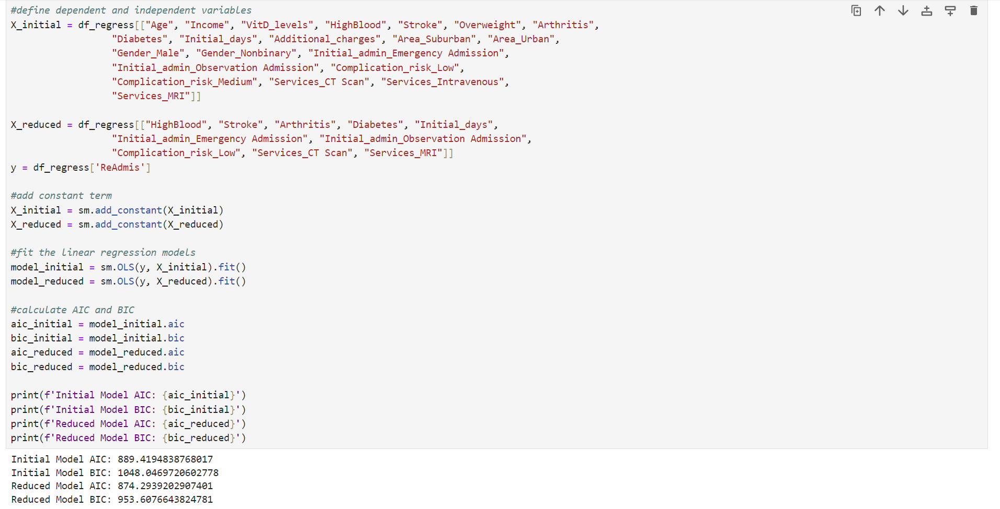 #define dependent and independent variables
X_initial = df_regress[["Age", "Income", "VitD_levels", "HighBlood", "Stroke", "Overweight", "Arthritis",
"Diabetes", "Initial_days", "Additional_charges", "Area_Suburban", "Area_Urban",
"Gender_Male", "Gender_Nonbinary", "Initial_admin_Emergency Admission",
"Initial_admin_Observation Admission", "Complication_risk_Low",
"Complication_risk_Medium", "Services_CT Scan", "Services_Intravenous",
"Services_MRI"]]
X_reduced = df_regress[["HighBlood", "Stroke", "Arthritis", "Diabetes", "Initial_days",
"Initial_admin_Emergency Admission", "Initial_admin_Observation Admission",
"Complication_risk_Low", "Services_CT Scan", "Services_MRI"]]
y = df_regress['ReAdmis']
#add constant term
X_initial = sm.add_constant(X_initial)
X_reduced = sm.add_constant(X_reduced)
#fit the linear regression models
model_initial = sm.OLS(y, X_initial).fit()
model_reduced = sm.OLS(y, X_reduced).fit()
#calculate AIC and BIC
aic_initial = model_initial.aic
bic_initial = model_initial.bic
aic_reduced = model_reduced.aic
bic_reduced = model_reduced.bic
print(f'Initial Model AIC: {aic_initial}')
print(f'Initial Model BIC: {bic_initial}')
print(f'Reduced Model AIC: {aic_reduced}')
print(f'Reduced Model BIC: {bic_reduced}')
Initial Model AIC: 889.4194838768017
Initial Model BIC: 1048.0469720602778
Reduced Model AIC: 874.2939202907401
Reduced Model BIC: 953.6076643824781